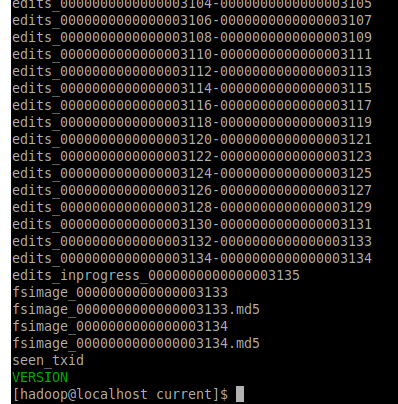 edits_0000000000000003104-0000000000000003105
edits_0000000000000003106-0000000000000003107
edits_0000000000000003108-0000000000000003109
edits_0000000000000003110-0000000000000003111
edits_0000000000000003112-0000000000000003113
edits_0000000000000003114-0000000000000003115
edits_0000000000000003116-0000000000000003117
edits_0000000000000003118-0000000000000003119
edits_0000000000000003120-0000000000000003121
edits_0000000000000003122-0000000000000003123
edits_0000000000000003124-0000000000000003125
edits_0000000000000003126-0000000000000003127
edits_0000000000000003128-0000000000000003129
edits_0000000000000003130-0000000000000003131
edits_0000000000000003132-0000000000000003133
edits_0000000000000003134-0000000000000003134
edits_inprogress_0000000000000003135
fsimage_0000000000000003133
fsimage_0000000000000003133.md5
fsimage_0000000000000003134
fsimage_0000000000000003134.md5
seen_txid
VERSION
[hadoop@localhost current]$